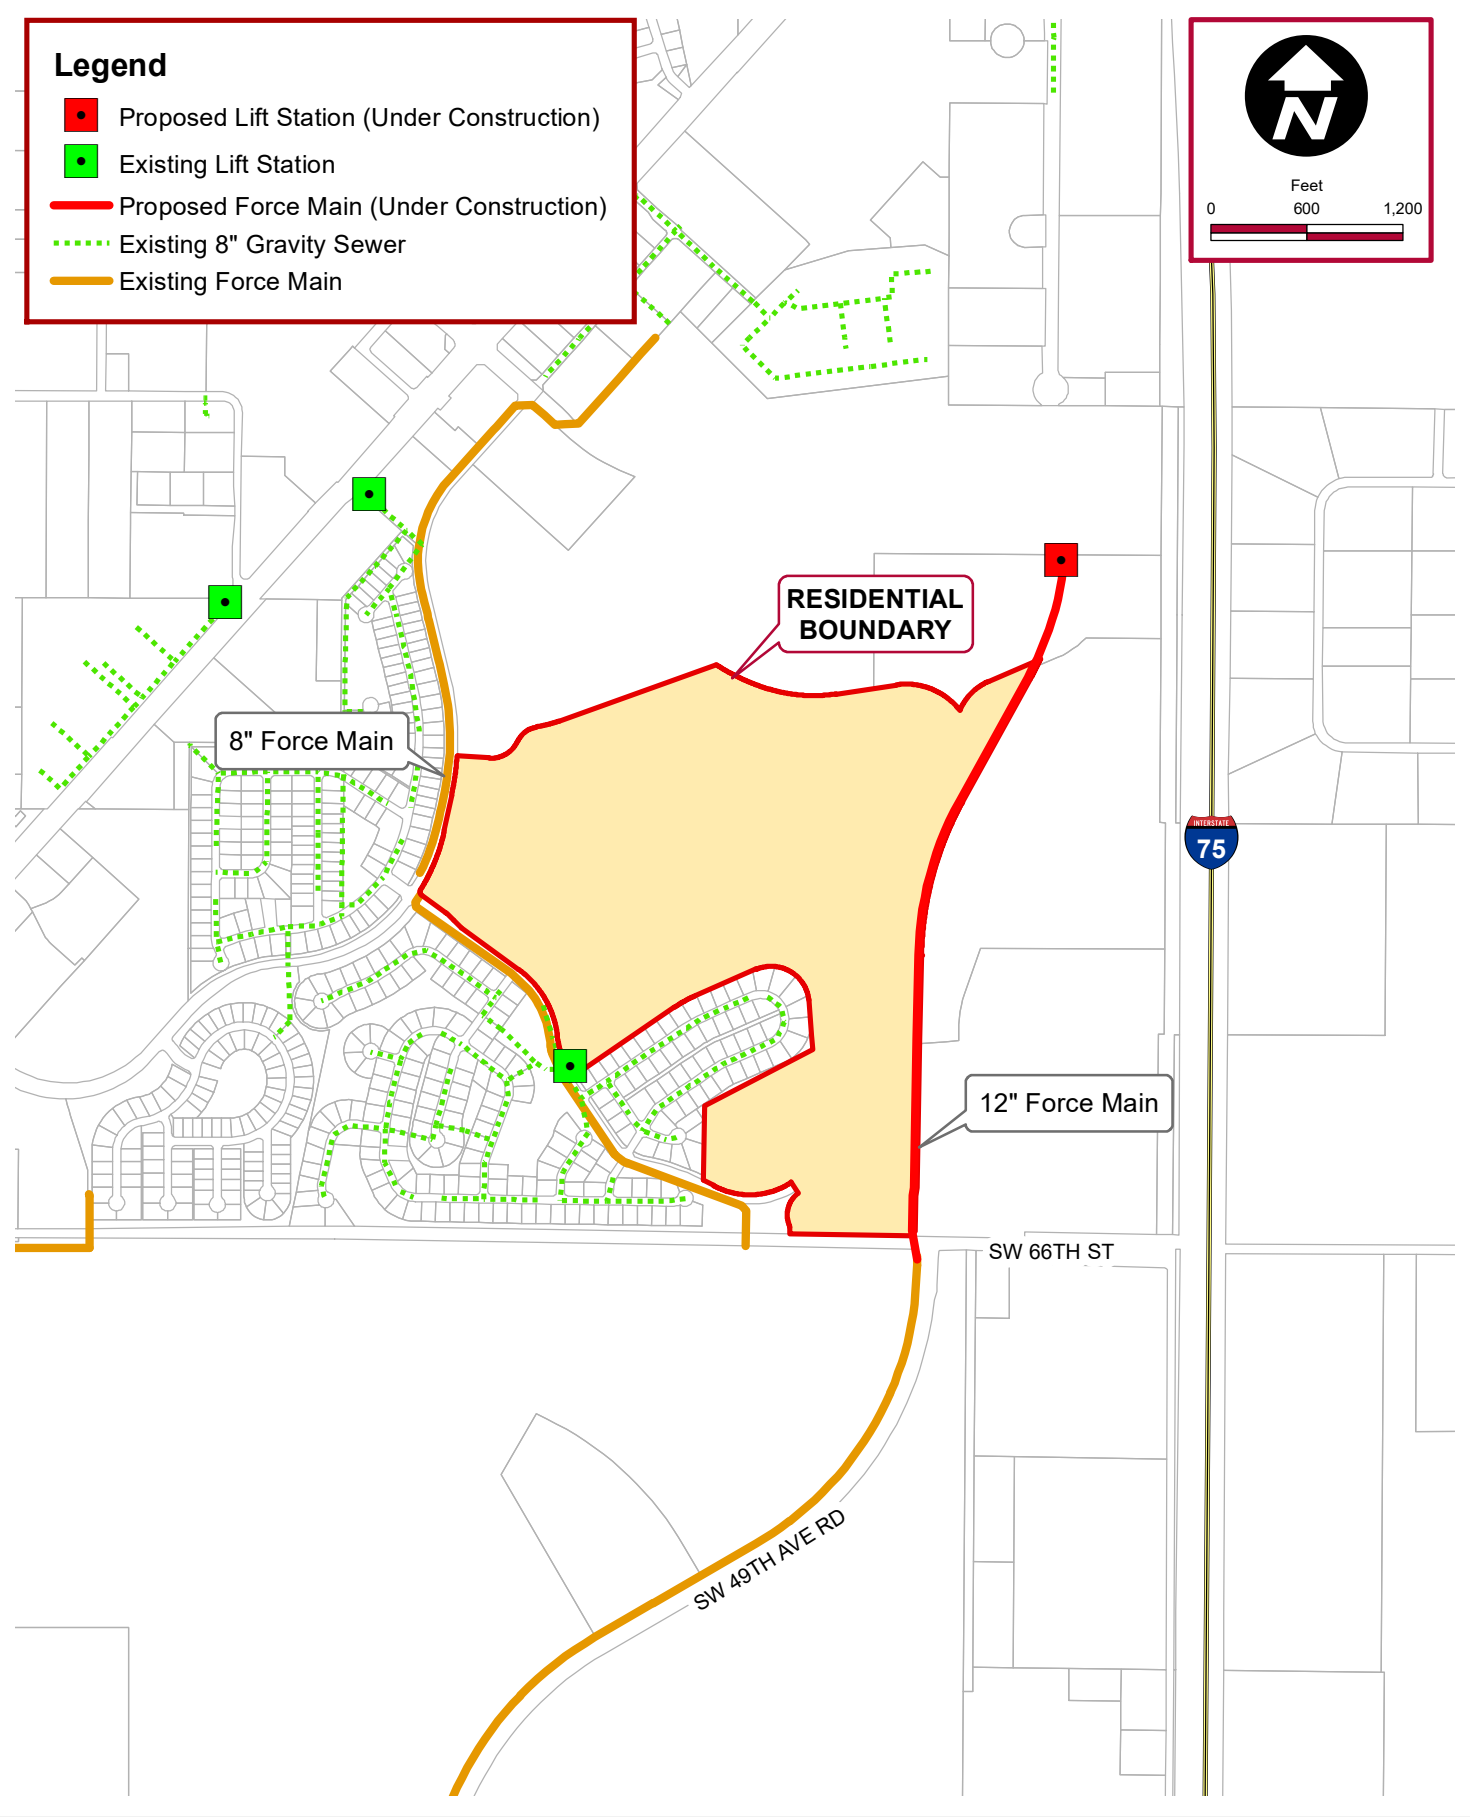 Legend
Proposed Lift Station (Under Construction)
Existing Lift Station
Proposed Force Main (Under Construction)
Existing 8" Gravity Sewer
Existing Force Main
N
Feet
0 600 1,200
RESIDENTIAL
BOUNDARY
8" Force Main
INTERSTATE
75
12" Force Main
SW 66TH ST
SW 49TH AVE RD